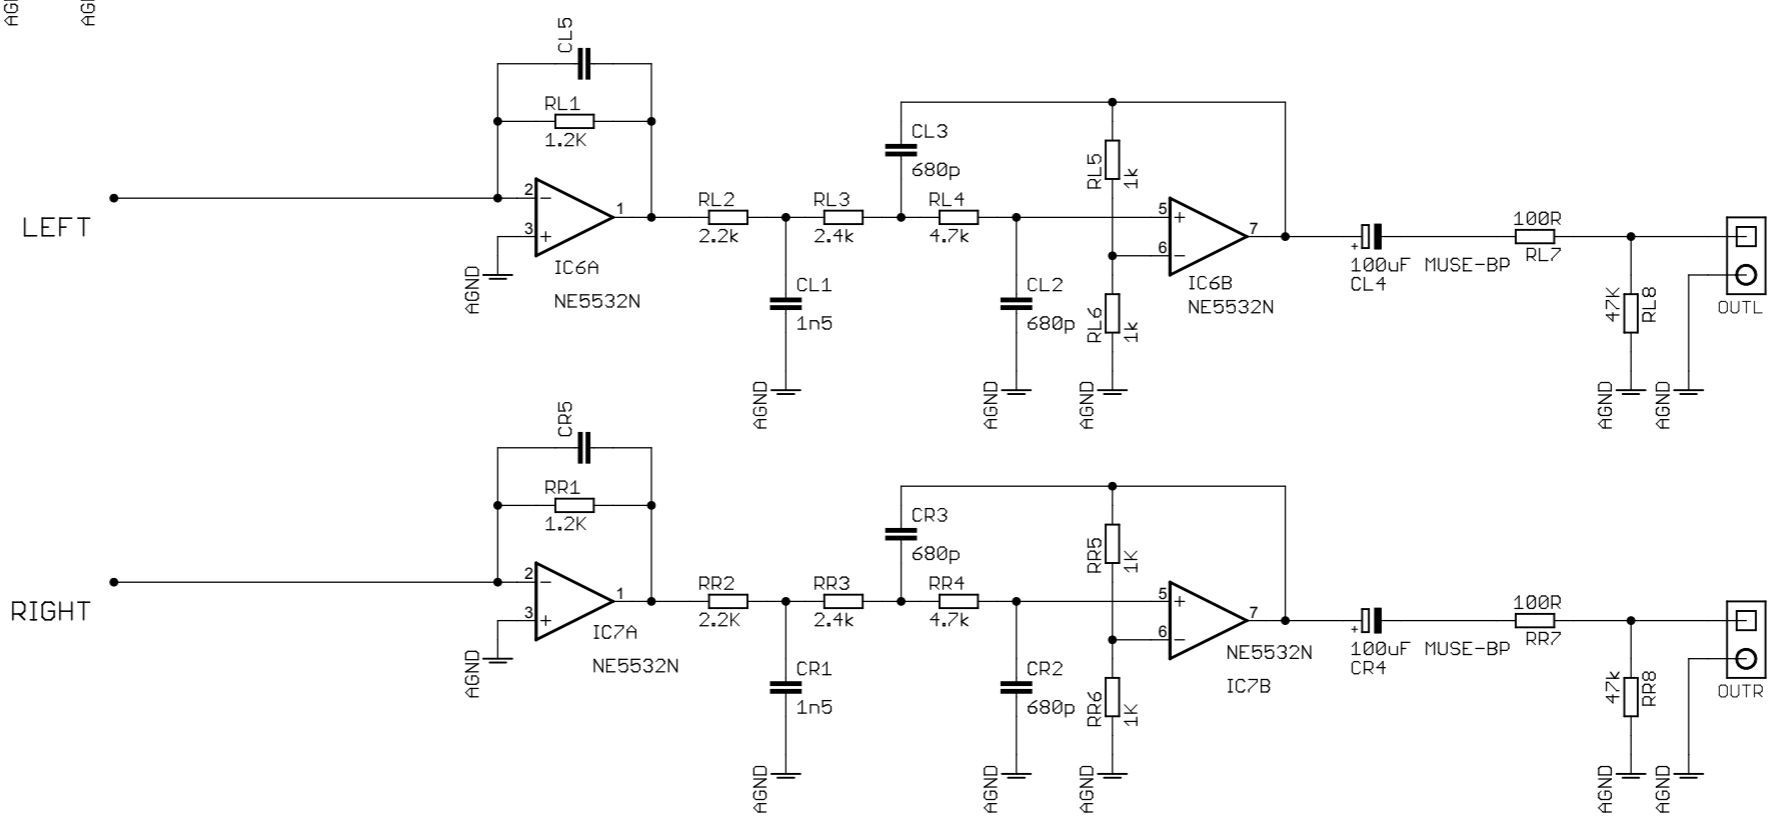 AGND
AGND
CL5
RL1
1.2K
2
3
1
-
+
LEFT
AGND
IC6A
NE5532N
RL2
2.2k
RL3
2.4k
RL4
4.7k
CL3
680p
CL1
1n5
CL2
680p
RL5
1k
RL6
1k
5
6
7
+
-
IC6B
NE5532N
+
100uF MUSE-BP
CL4
100R
RL7
47K
RL8
OUTL
AGND
AGND
AGND
AGND
AGND
CR5
RR1
1.2K
2
3
1
-
+
RIGHT
AGND
IC7A
NE5532N
RR2
2.2K
RR3
2.4k
RR4
4.7k
CR3
680p
CR1
1n5
CR2
680p
RR5
1K
RR6
1K
5
6
7
+
-
NE5532N
IC7B
+
100uF MUSE-BP
CR4
100R
RR7
47k
RR8
OUTR
AGND
AGND
AGND
AGND
AGND